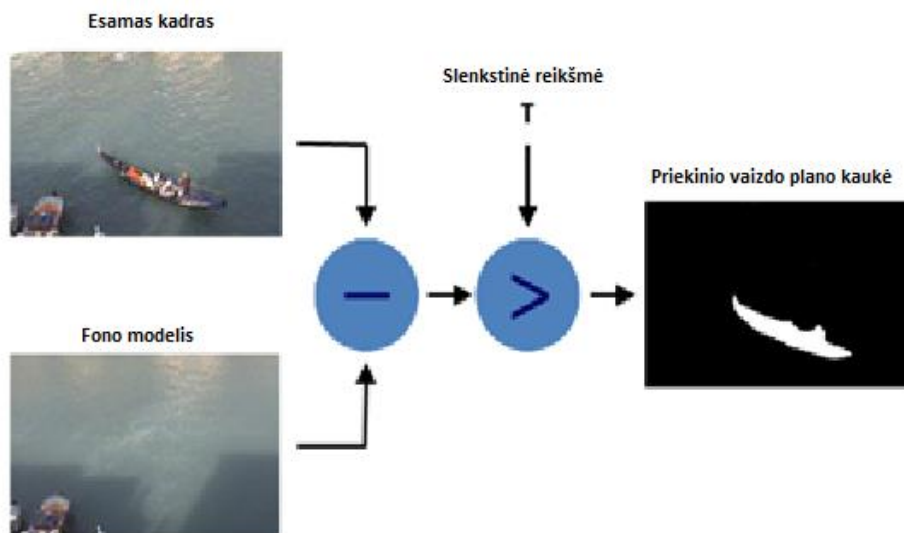 Esamas kadras
Slenkstinė reikšmė
T
Priekinio vaizdo plano kaukė
− >
Fono modelis